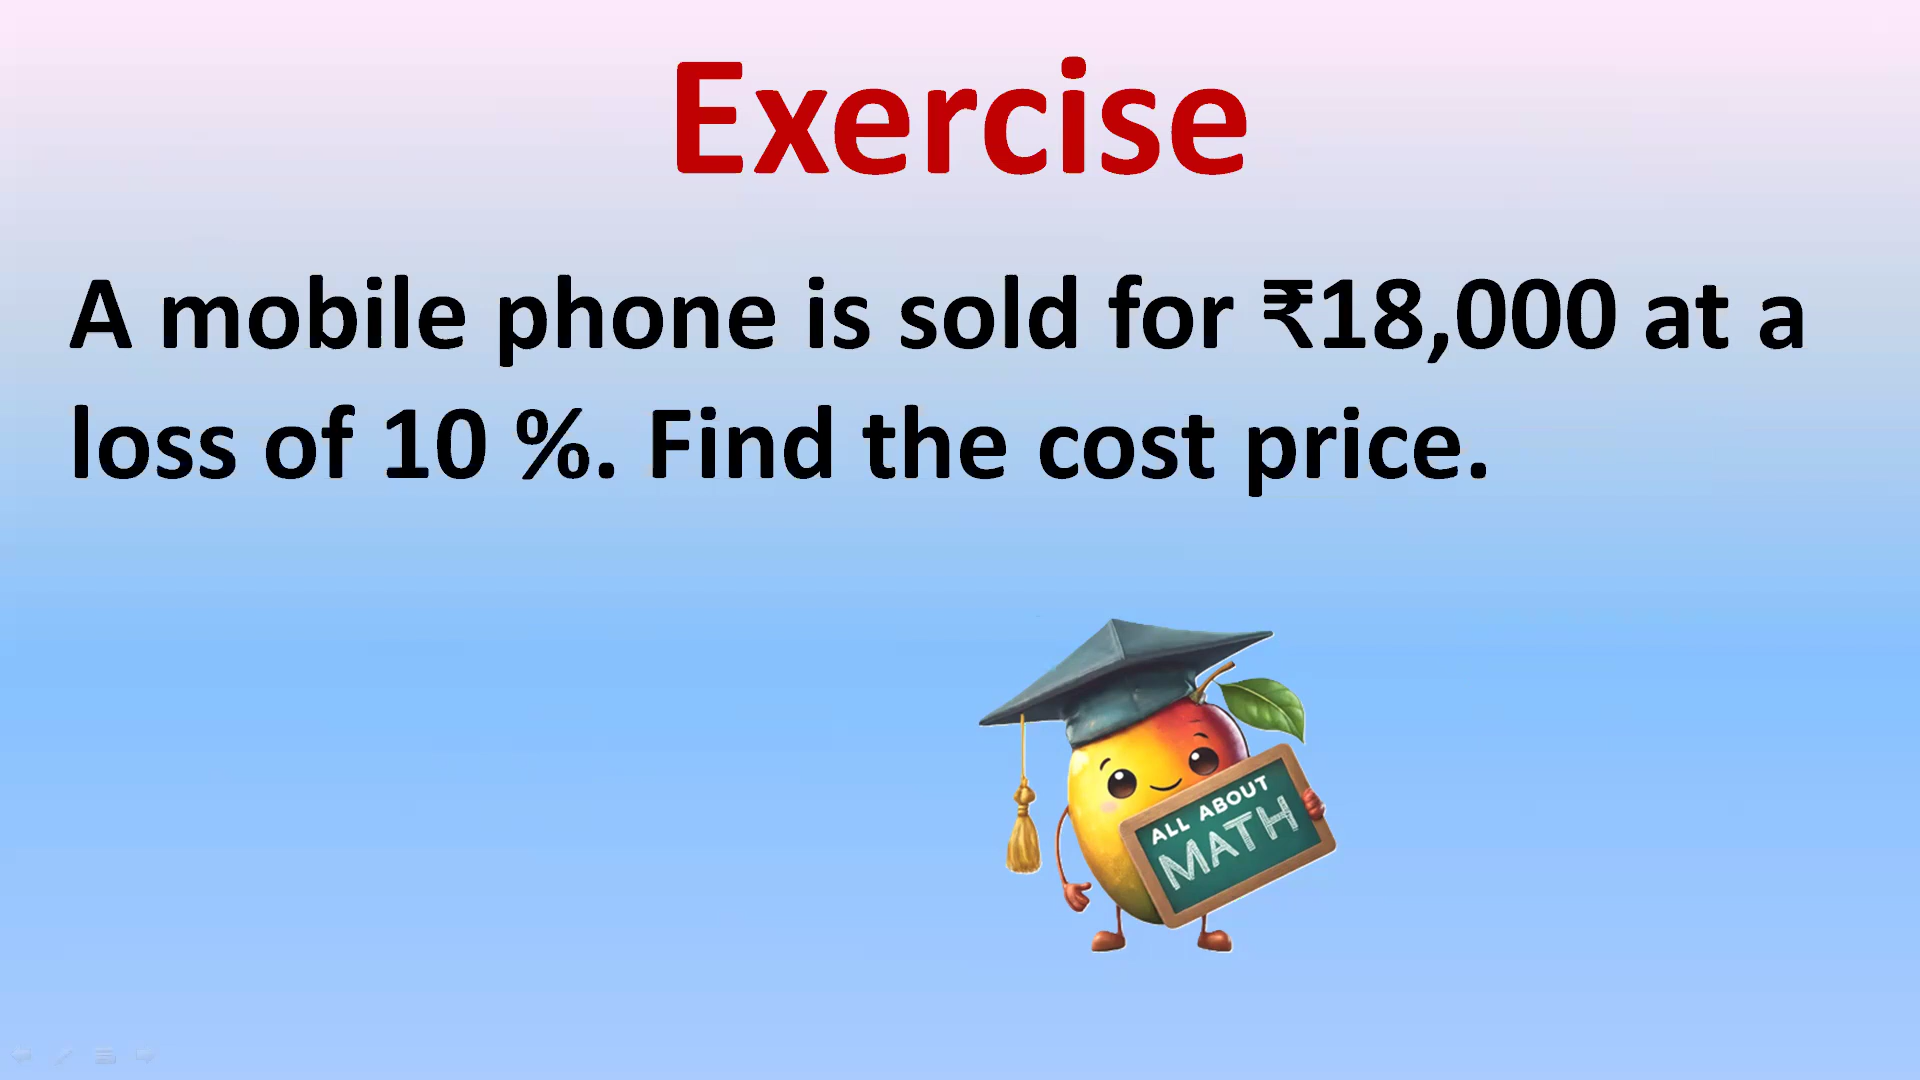 Exercise
A mobile phone is sold for ₹18,000 at a
loss of 10 %. Find the cost price.
ALL ABOUT
MATH